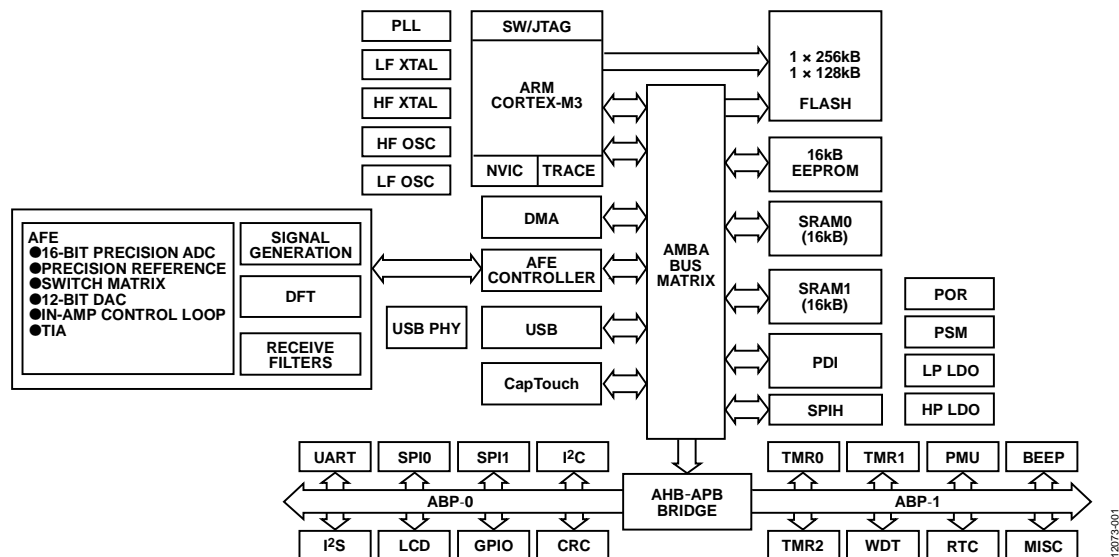 PLL
LF XTAL
HF XTAL
HF OSC
LF OSC
SW/JTAG
ARM
CORTEX-M3
NVIC
TRACE
1 × 256kB
1 × 128kB
FLASH
16kB
EEPROM
SRAM0
(16kB)
SRAM1
(16kB)
PDI
SPIH
AMBA
BUS
MATRIX
DMA
AFE
CONTROLLER
USB PHY
USB
CapTouch
AFE
●16-BIT PRECISION ADC
●PRECISION REFERENCE
●SWITCH MATRIX
●12-BIT DAC
●IN-AMP CONTROL LOOP
●TIA
SIGNAL
GENERATION
DFT
RECEIVE
FILTERS
POR
PSM
LP LDO
HP LDO
UART
SPI0
SPI1
I²C
ABP-0
I²S
LCD
GPIO
CRC
AHB-APB
BRIDGE
TMR0
TMR1
PMU
BEEP
ABP-1
TMR2
WDT
RTC
MISC
12073-001